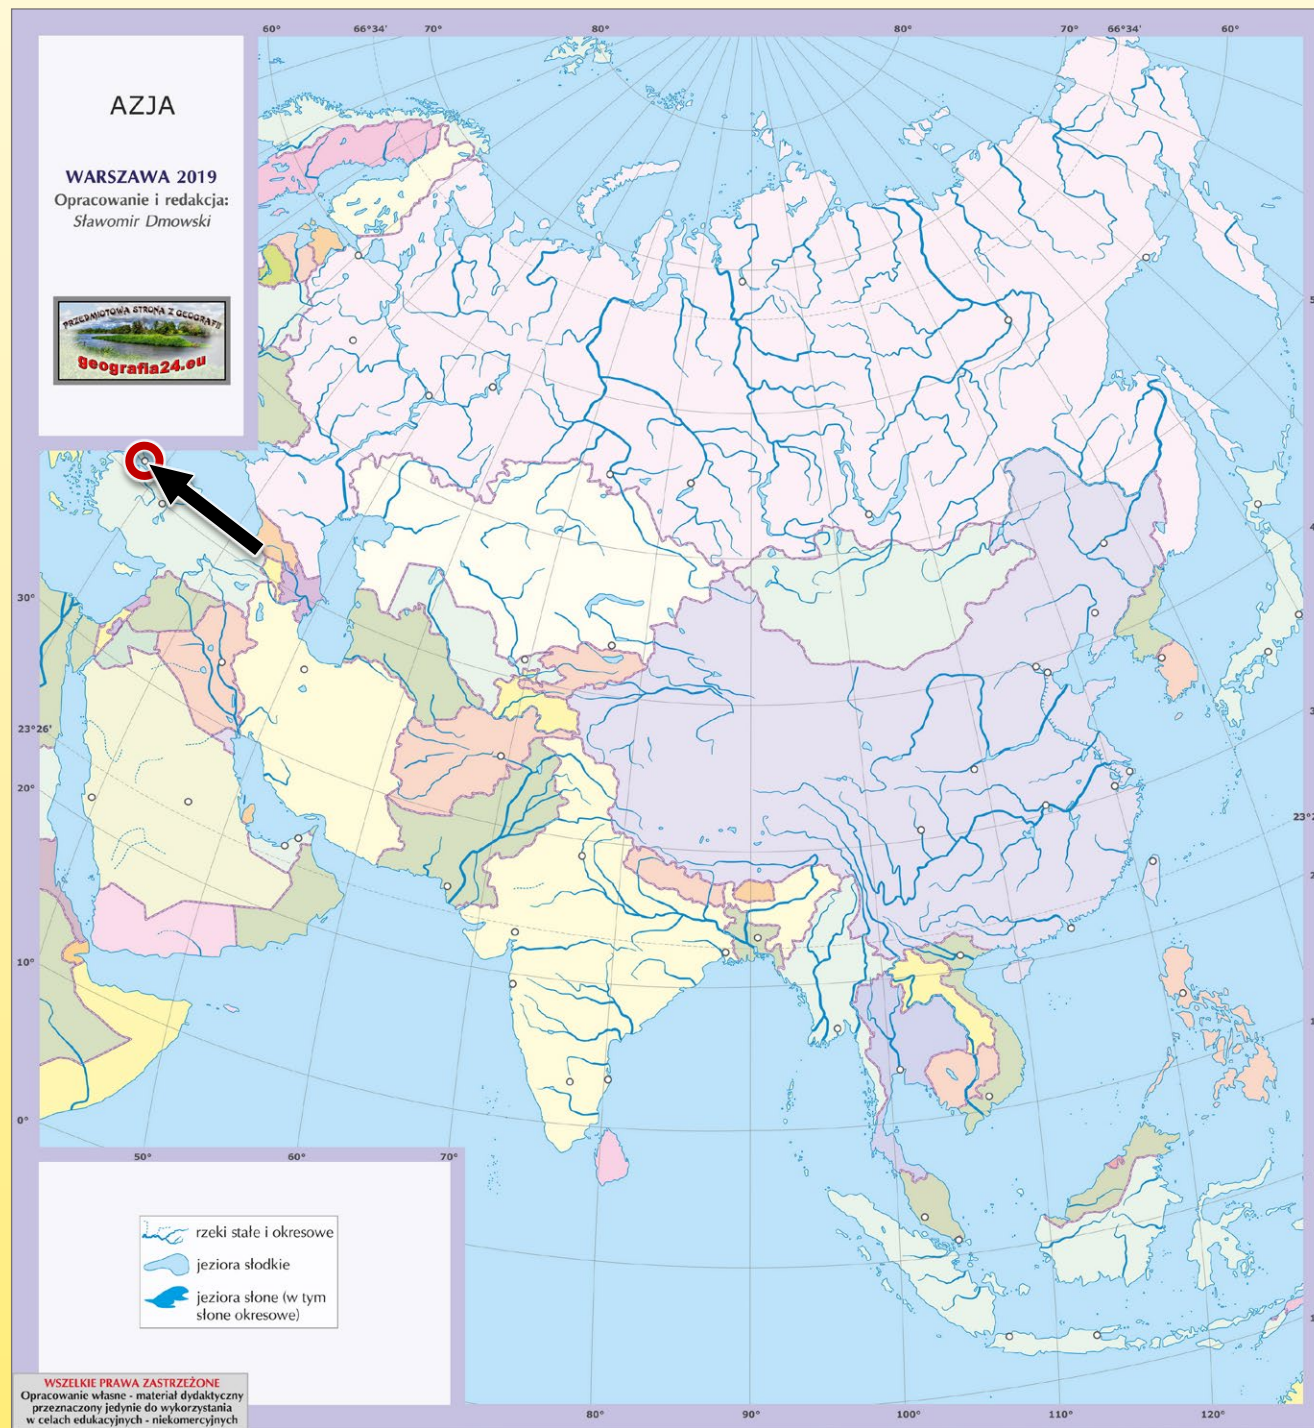 60° 66°34' 70° 80° 90° 80° 70° 66°34' 60°
AZJA
WARSZAWA 2019
Opracowanie i redakcja:
Sławomir Dmowski
PRZEDMIOTOWA STRONA Z GEOGRAFII
geografia24.eu
30°
23°26'
20°
10°
0°
50° 60° 70°
rzeki stałe i okresowe
jeziora słodkie
jeziora słone (w tym
słone okresowe)
80° 90° 100° 110° 120°
WSZELKIE PRAWA ZASTRZEŻONE
Opracowanie własne - materiał dydaktyczny
przeznaczony jedynie do wykorzystania
w celach edukacyjnych - niekomercyjnych